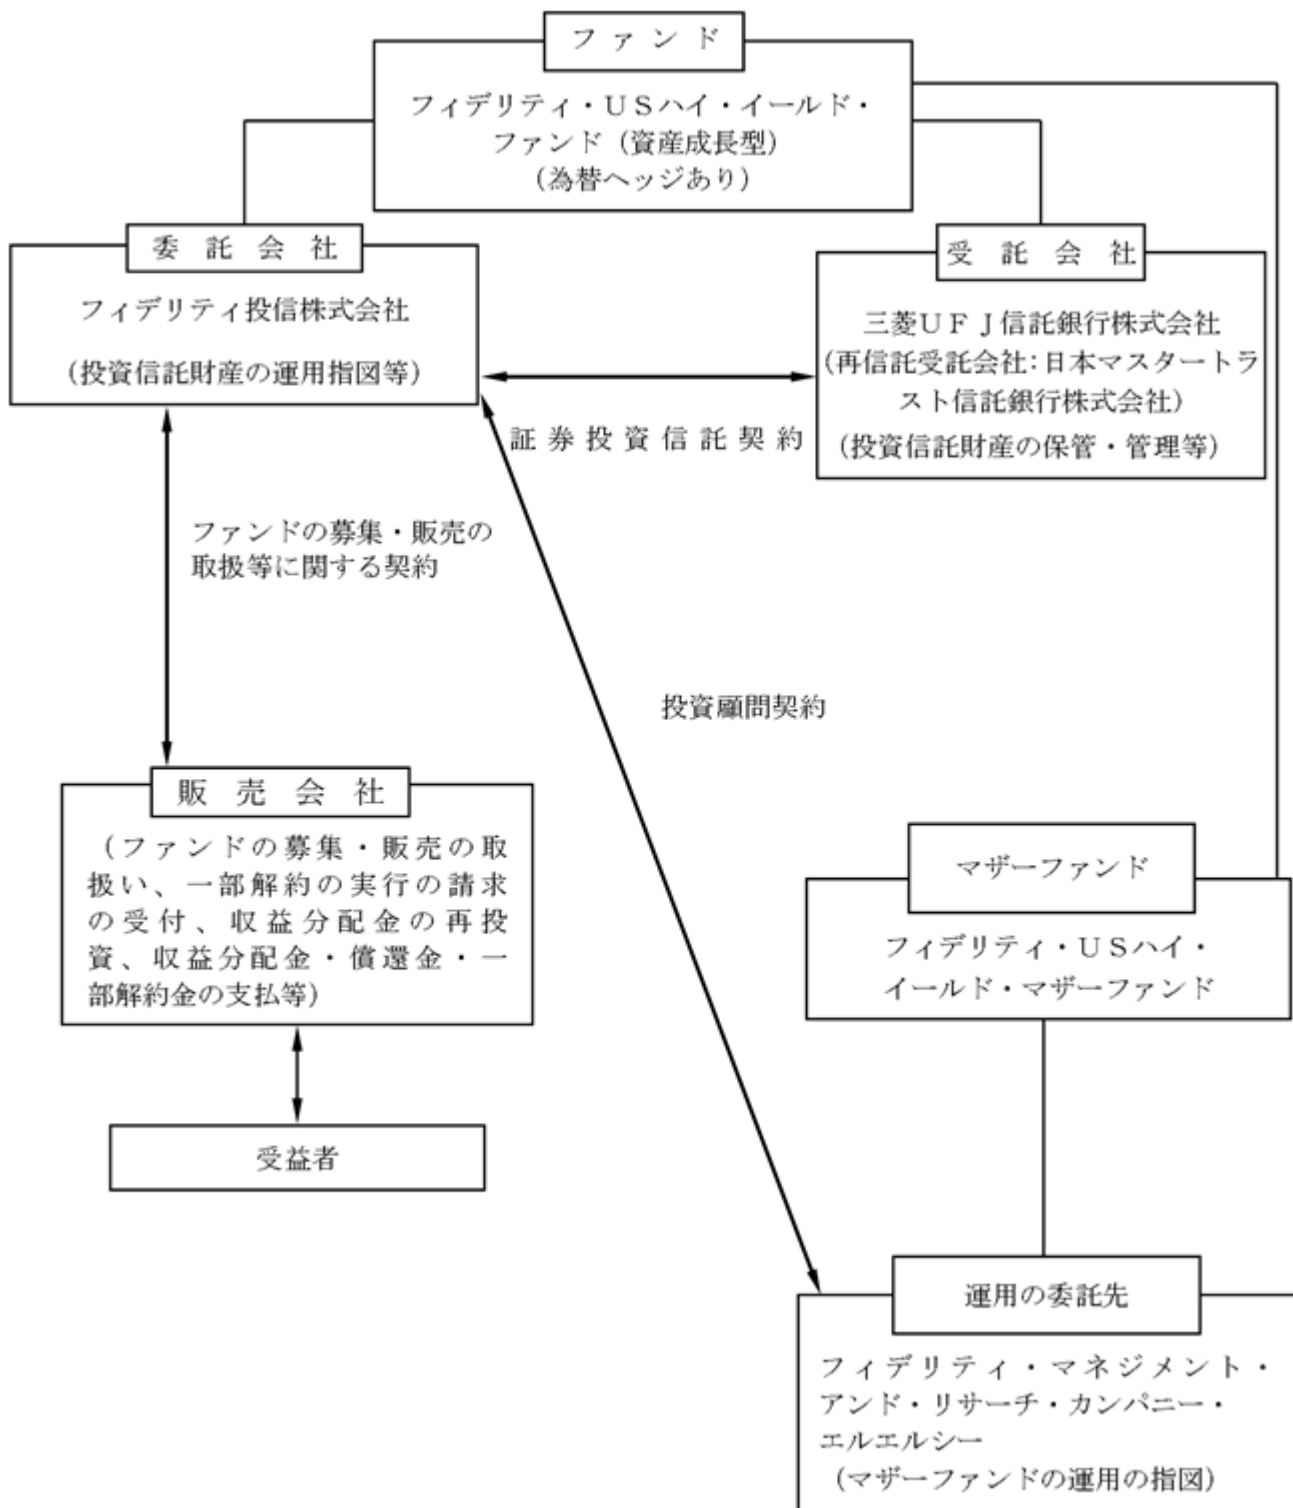 ファンド
フィデリティ・ＵＳハイ・イールド・
ファンド（資産成長型）
（為替ヘッジあり）
委託会社
フィデリティ投信株式会社
（投資信託財産の運用指図等）
受託会社
三菱ＵＦＪ信託銀行株式会社
（再信託受託会社：日本マスタートラ
スト信託銀行株式会社）
（投資信託財産の保管・管理等）
証券投資信託契約
ファンドの募集・販売の
取扱等に関する契約
投資顧問契約
販売会社
（ファンドの募集・販売の取
扱い、一部解約の実行の請求
の受付、収益分配金の再投
資、収益分配金・償還金・一
部解約金の支払等）
受益者
マザーファンド
フィデリティ・ＵＳハイ・
イールド・マザーファンド
運用の委託先
フィデリティ・マネジメント・
アンド・リサーチ・カンパニー・
エルエルシー
（マザーファンドの運用の指図）